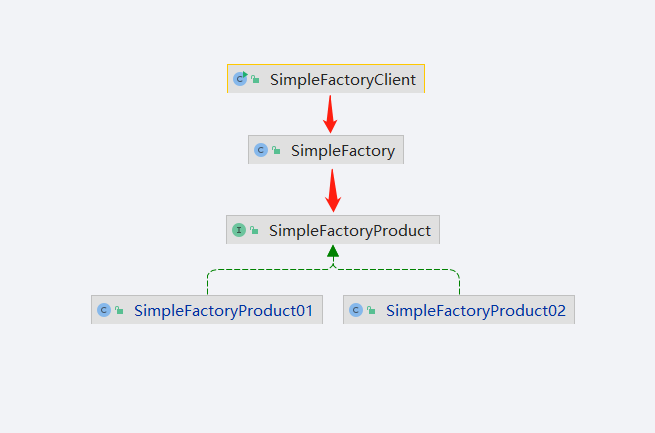 C SimpleFactoryClient
C SimpleFactory
I SimpleFactoryProduct
C SimpleFactoryProduct01
C SimpleFactoryProduct02